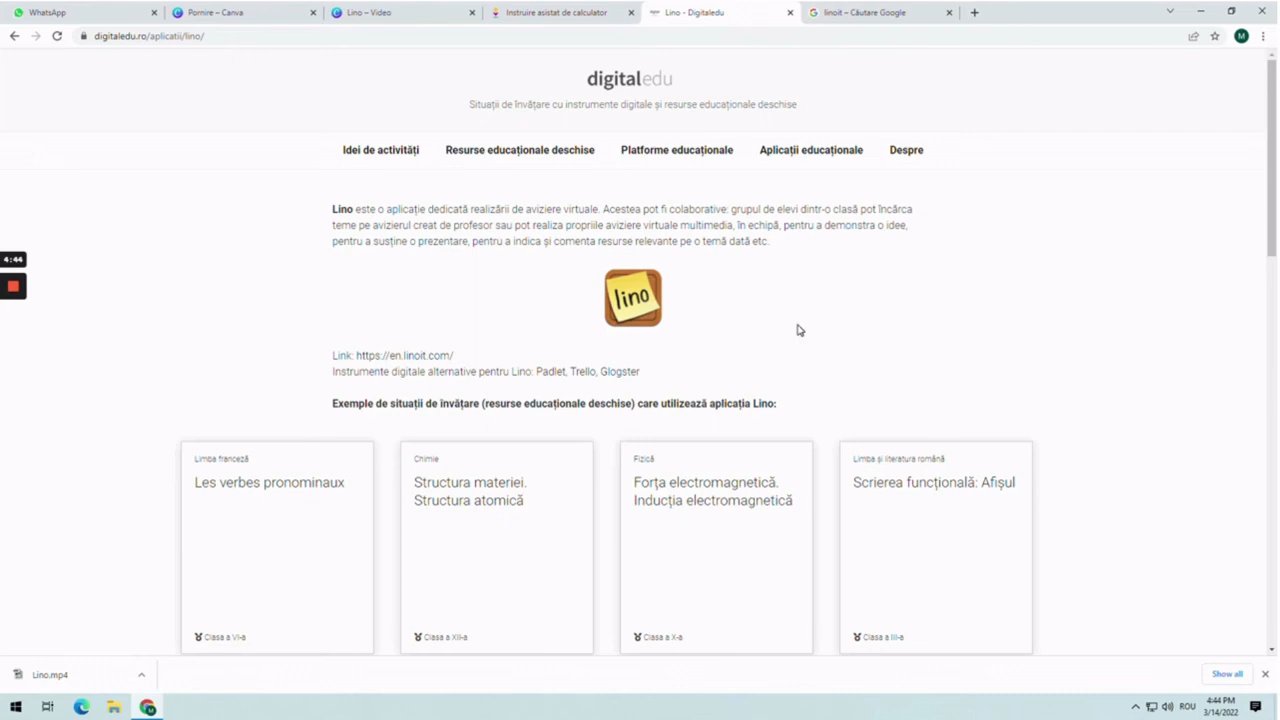 WhatsApp
Pornire – Canva
Lino – Video
Instruire asistat de calculator
Lino - Digitaledu
linoit – Căutare Google
digitaledu.ro/aplicatii/lino/
M
digitaledu
Situații de învățare cu instrumente digitale și resurse educaționale deschise
Idei de activități
Resurse educaționale deschise
Platforme educaționale
Aplicații educaționale
Despre
Lino este o aplicație dedicată realizării de aviziere virtuale. Acestea pot fi colaborative: grupul de elevi dintr-o clasă pot încărca
teme pe avizierul creat de profesor sau pot realiza propriile aviziere virtuale multimedia, în echipă, pentru a demonstra o idee,
pentru a susține o prezentare, pentru a indica și comenta resurse relevante pe o temă dată etc.
4:44
lino
Link: https://en.linoit.com/
Instrumente digitale alternative pentru Lino: Padlet, Trello, Glogster
Exemple de situații de învățare (resurse educaționale deschise) care utilizează aplicația Lino:
Limba franceză
Les verbes pronominaux
Clasa a VI-a
Chimie
Structura materiei.
Structura atomică
Clasa a XII-a
Fizică
Forța electromagnetică.
Inducția electromagnetică
Clasa a X-a
Limba și literatura română
Scrierea funcțională: Afișul
Clasa a III-a
Lino.mp4
Show all
ROU
4:44 PM
3/14/2022